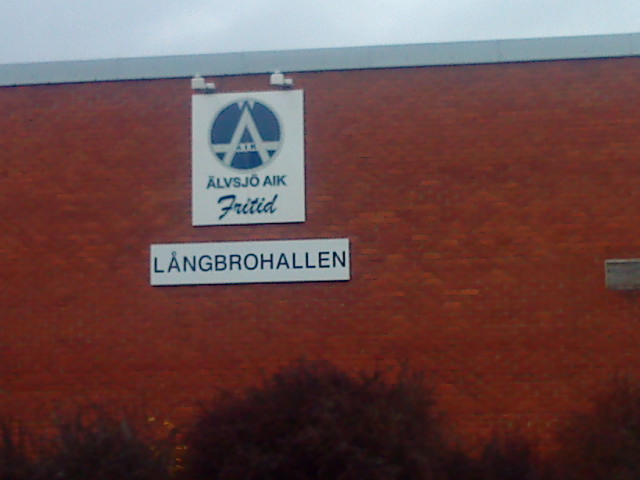 AIK
ÄLVSJÖ AIK
Fritid
LÅNGBROHALLEN